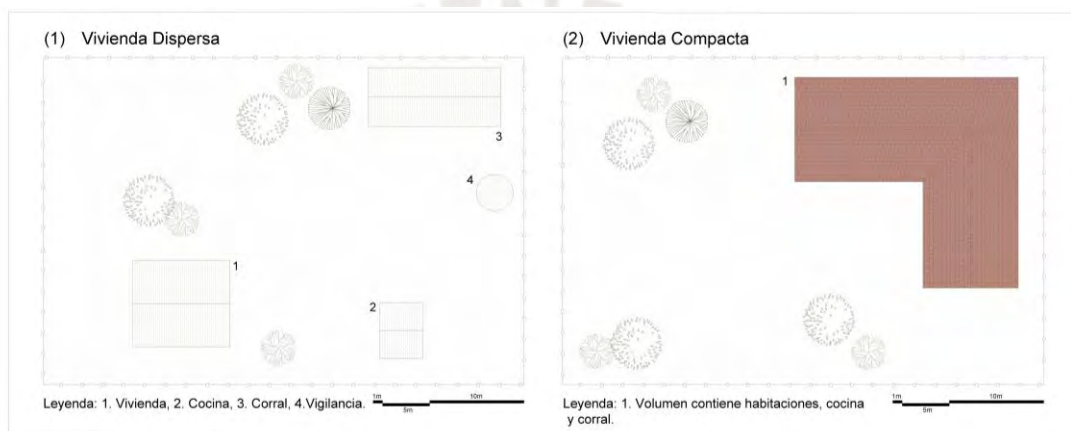 (1) Vivienda Dispersa
3
4
1
2
Leyenda: 1. Vivienda, 2. Cocina, 3. Corral, 4.Vigilancia.
1m 10m
5m
(2) Vivienda Compacta
1
Leyenda: 1. Volumen contiene habitaciones, cocina
y corral.
1m 10m
5m